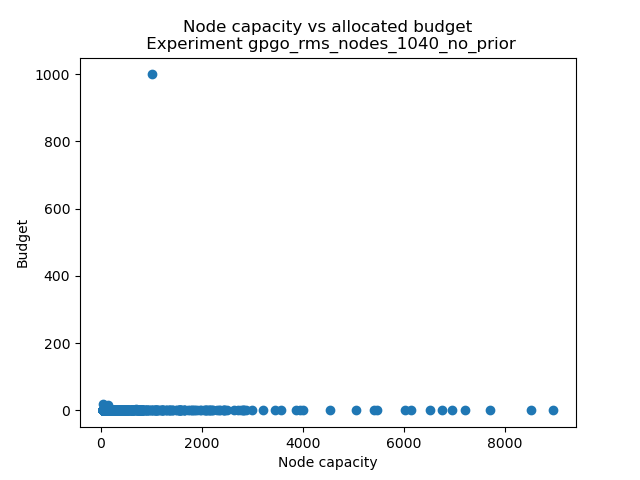 Node capacity vs allocated budget
Experiment gpgo_rms_nodes_1040_no_prior
1000
800
600
400
200
0
Budget
0 2000 4000 6000 8000
Node capacity